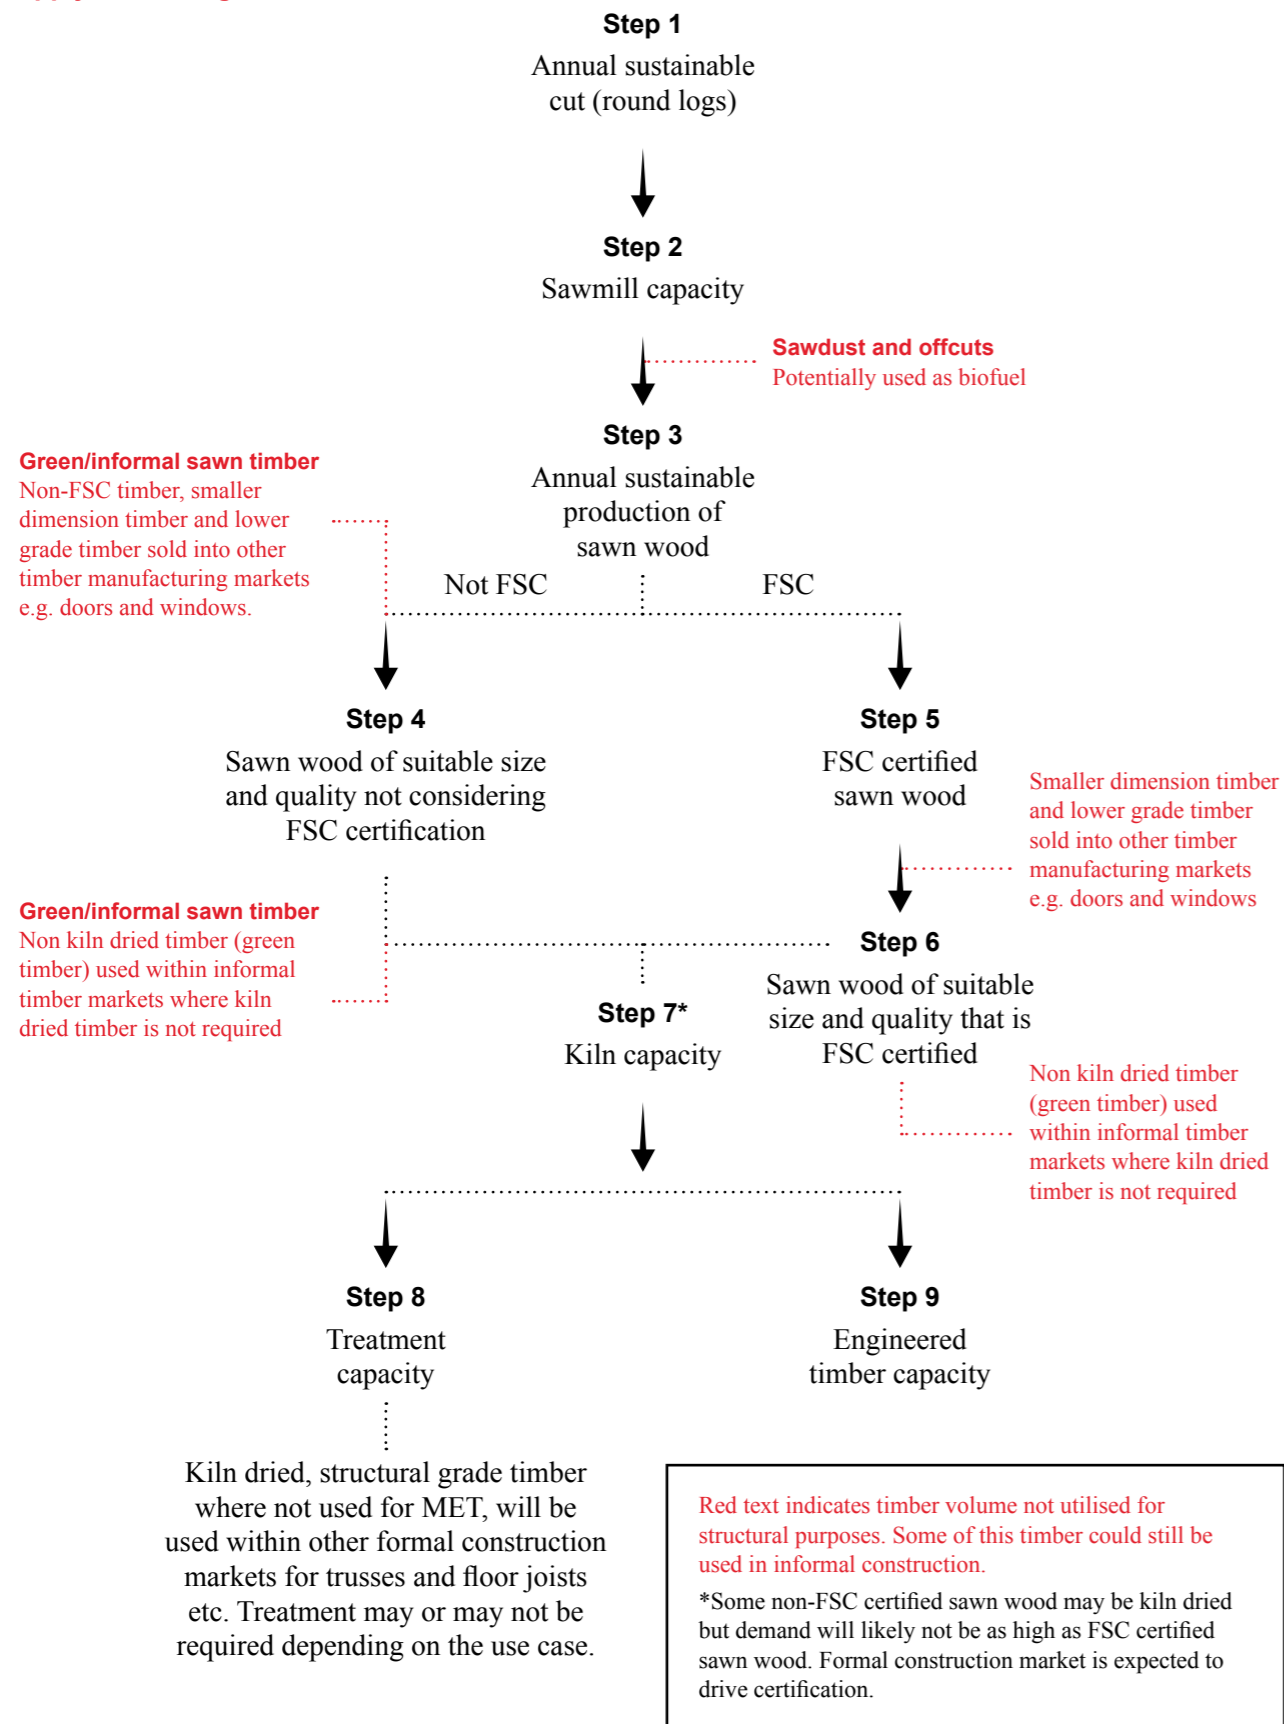 Step 1
Annual sustainable
cut (round logs)
Step 2
Sawmill capacity
Sawdust and offcuts
Potentially used as biofuel
Step 3
Annual sustainable
production of
sawn wood
Green/informal sawn timber
Non-FSC timber, smaller
dimension timber and lower
grade timber sold into other
timber manufacturing markets
e.g. doors and windows.
Not FSC
FSC
Step 4
Sawn wood of suitable size
and quality not considering
FSC certification
Step 5
FSC certified
sawn wood
Smaller dimension timber
and lower grade timber
sold into other timber
manufacturing markets
e.g. doors and windows
Green/informal sawn timber
Non kiln dried timber (green
timber) used within informal
timber markets where kiln
dried timber is not required
Step 6
Sawn wood of suitable
size and quality that is
FSC certified
Step 7*
Kiln capacity
Non kiln dried timber
(green timber) used
within informal timber
markets where kiln dried
timber is not required
Step 8
Treatment
capacity
Step 9
Engineered
timber capacity
Kiln dried, structural grade timber
where not used for MET, will be
used within other formal construction
markets for trusses and floor joists
etc. Treatment may or may not be
required depending on the use case.
Red text indicates timber volume not utilised for
structural purposes. Some of this timber could still be
used in informal construction.
*Some non-FSC certified sawn wood may be kiln dried
but demand will likely not be as high as FSC certified
sawn wood. Formal construction market is expected to
drive certification.